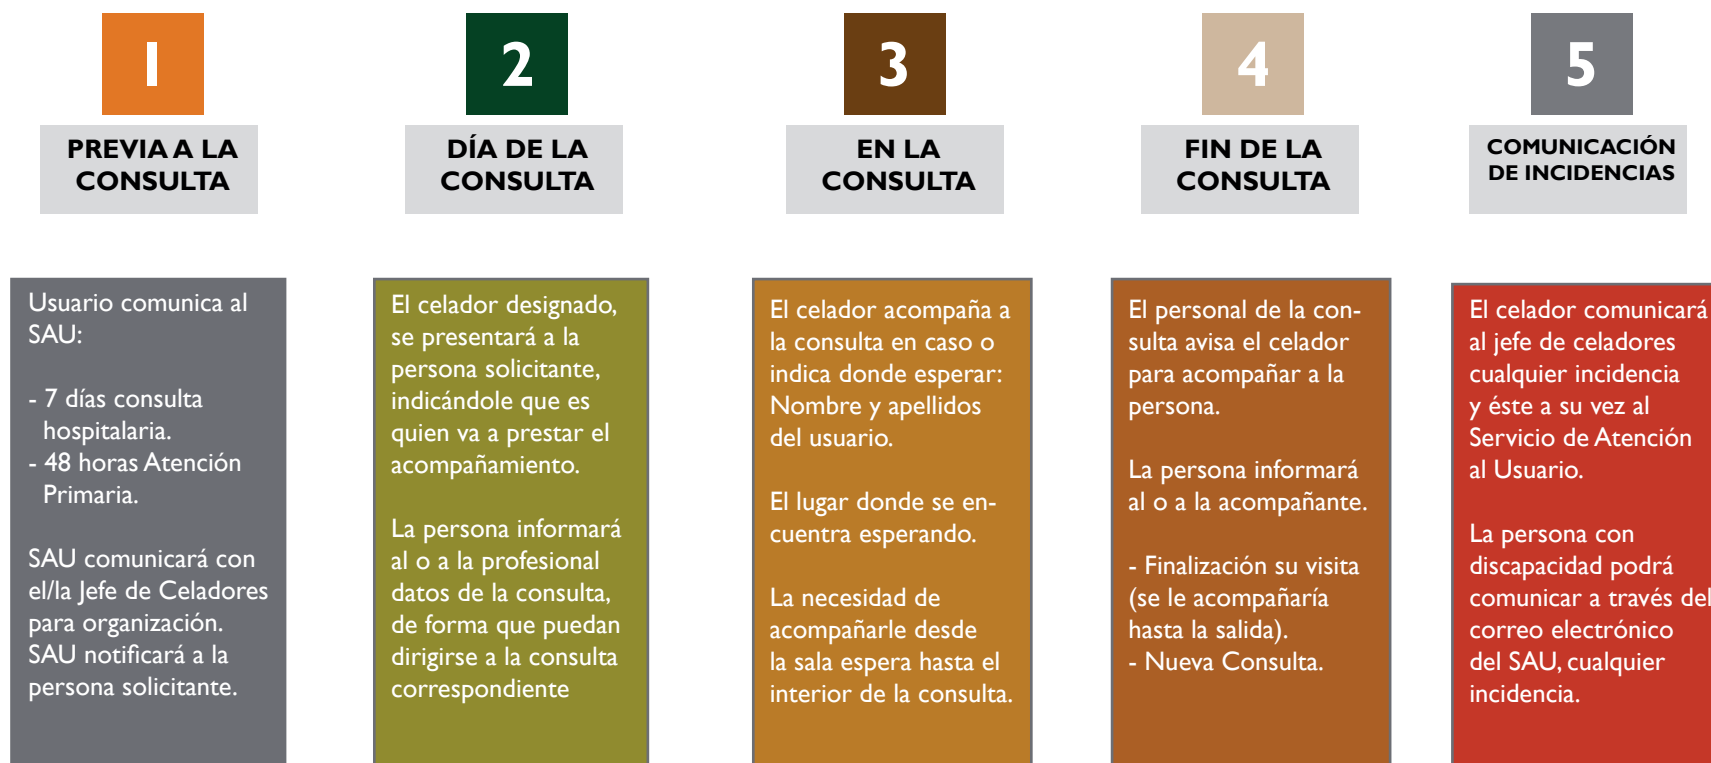 1
PREVIA A LA
CONSULTA
Usuario comunica al
SAU:
- 7 días consulta
hospitalaria.
- 48 horas Atención
Primaria.
SAU comunicará con
el/la Jefe de Celadores
para organización.
SAU notificará a la
persona solicitante.
2
DÍA DE LA
CONSULTA
El celador designado,
se presentará a la
persona solicitante,
indicándole que es
quien va a prestar el
acompañamiento.
La persona informará
al o a la profesional
datos de la consulta,
de forma que puedan
dirigirse a la consulta
correspondiente
3
EN LA
CONSULTA
El celador acompaña a
la consulta en caso o
indica donde esperar:
Nombre y apellidos
del usuario.
El lugar donde se en-
cuentra esperando.
La necesidad de
acompañarle desde
la sala espera hasta el
interior de la consulta.
4
FIN DE LA
CONSULTA
El personal de la con-
sulta avisa el celador
para acompañar a la
persona.
La persona informará
al o a la acompañante.
- Finalización su visita
(se le acompañaría
hasta la salida).
- Nueva Consulta.
5
COMUNICACIÓN
DE INCIDENCIAS
El celador comunicará
al jefe de celadores
cualquier incidencia
y éste a su vez al
Servicio de Atención
al Usuario.
La persona con
discapacidad podrá
comunicar a través del
correo electrónico
del SAU, cualquier
incidencia.